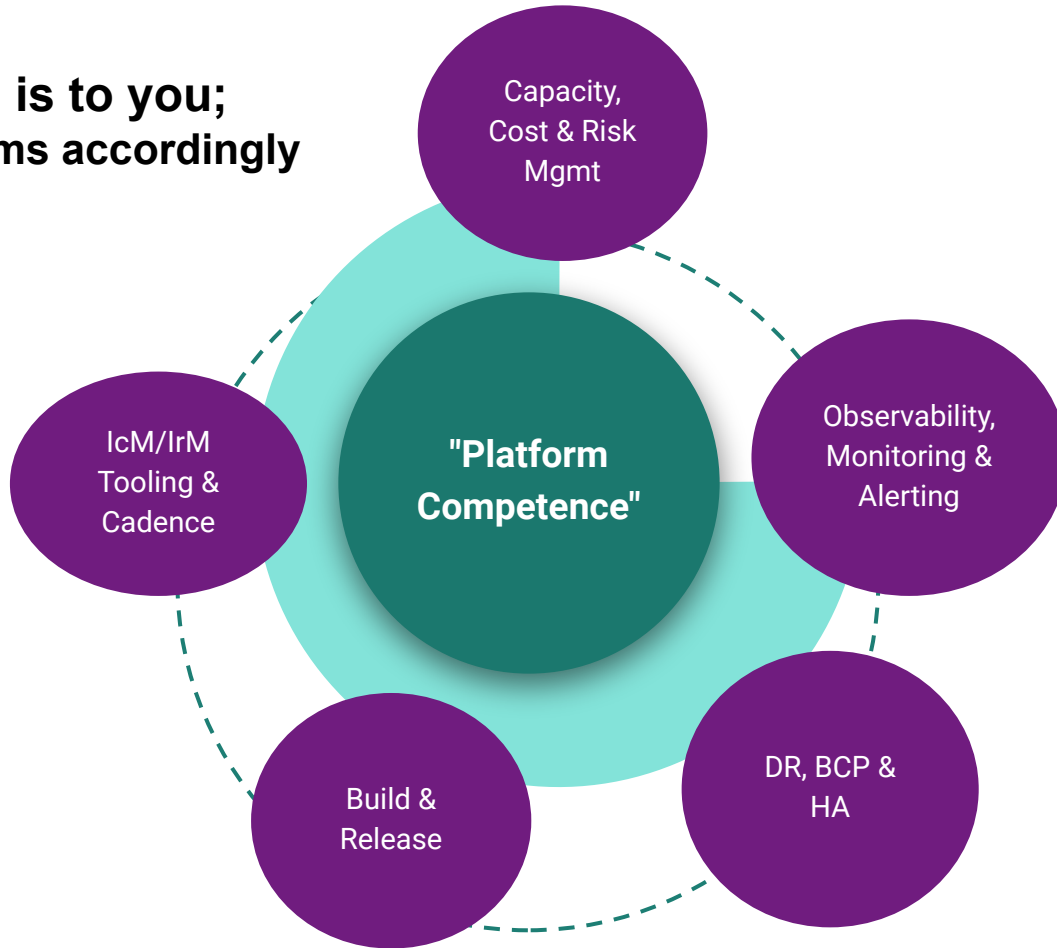 is to you;
ms accordingly
Capacity,
Cost & Risk
Mgmt
Observability,
Monitoring &
Alerting
IcM/IrM
Tooling &
Cadence
"Platform
Competence"
DR, BCP &
HA
Build &
Release